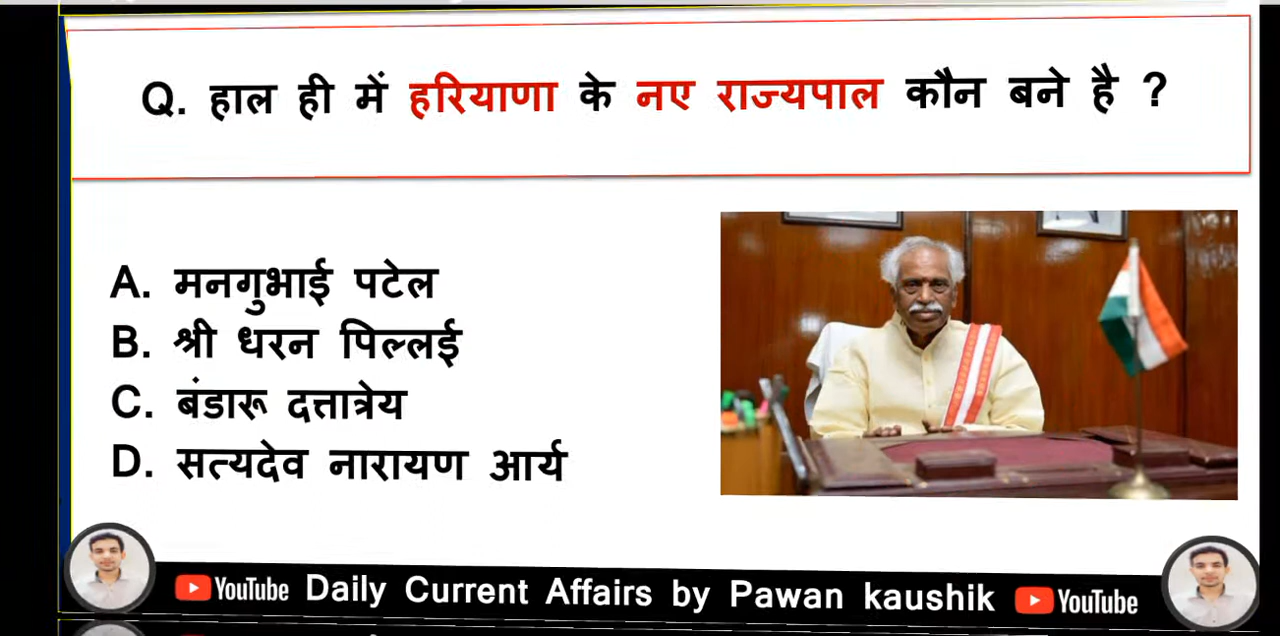 Q. हाल ही में हरियाणा के नए राज्यपाल कौन बने है ?
A. मनगुभाई पटेल
B. श्री धरन पिल्लई
C. बंडारू दत्तात्रेय
D. सत्यदेव नारायण आर्य
YouTube Daily Current Affairs by Pawan kaushik YouTube